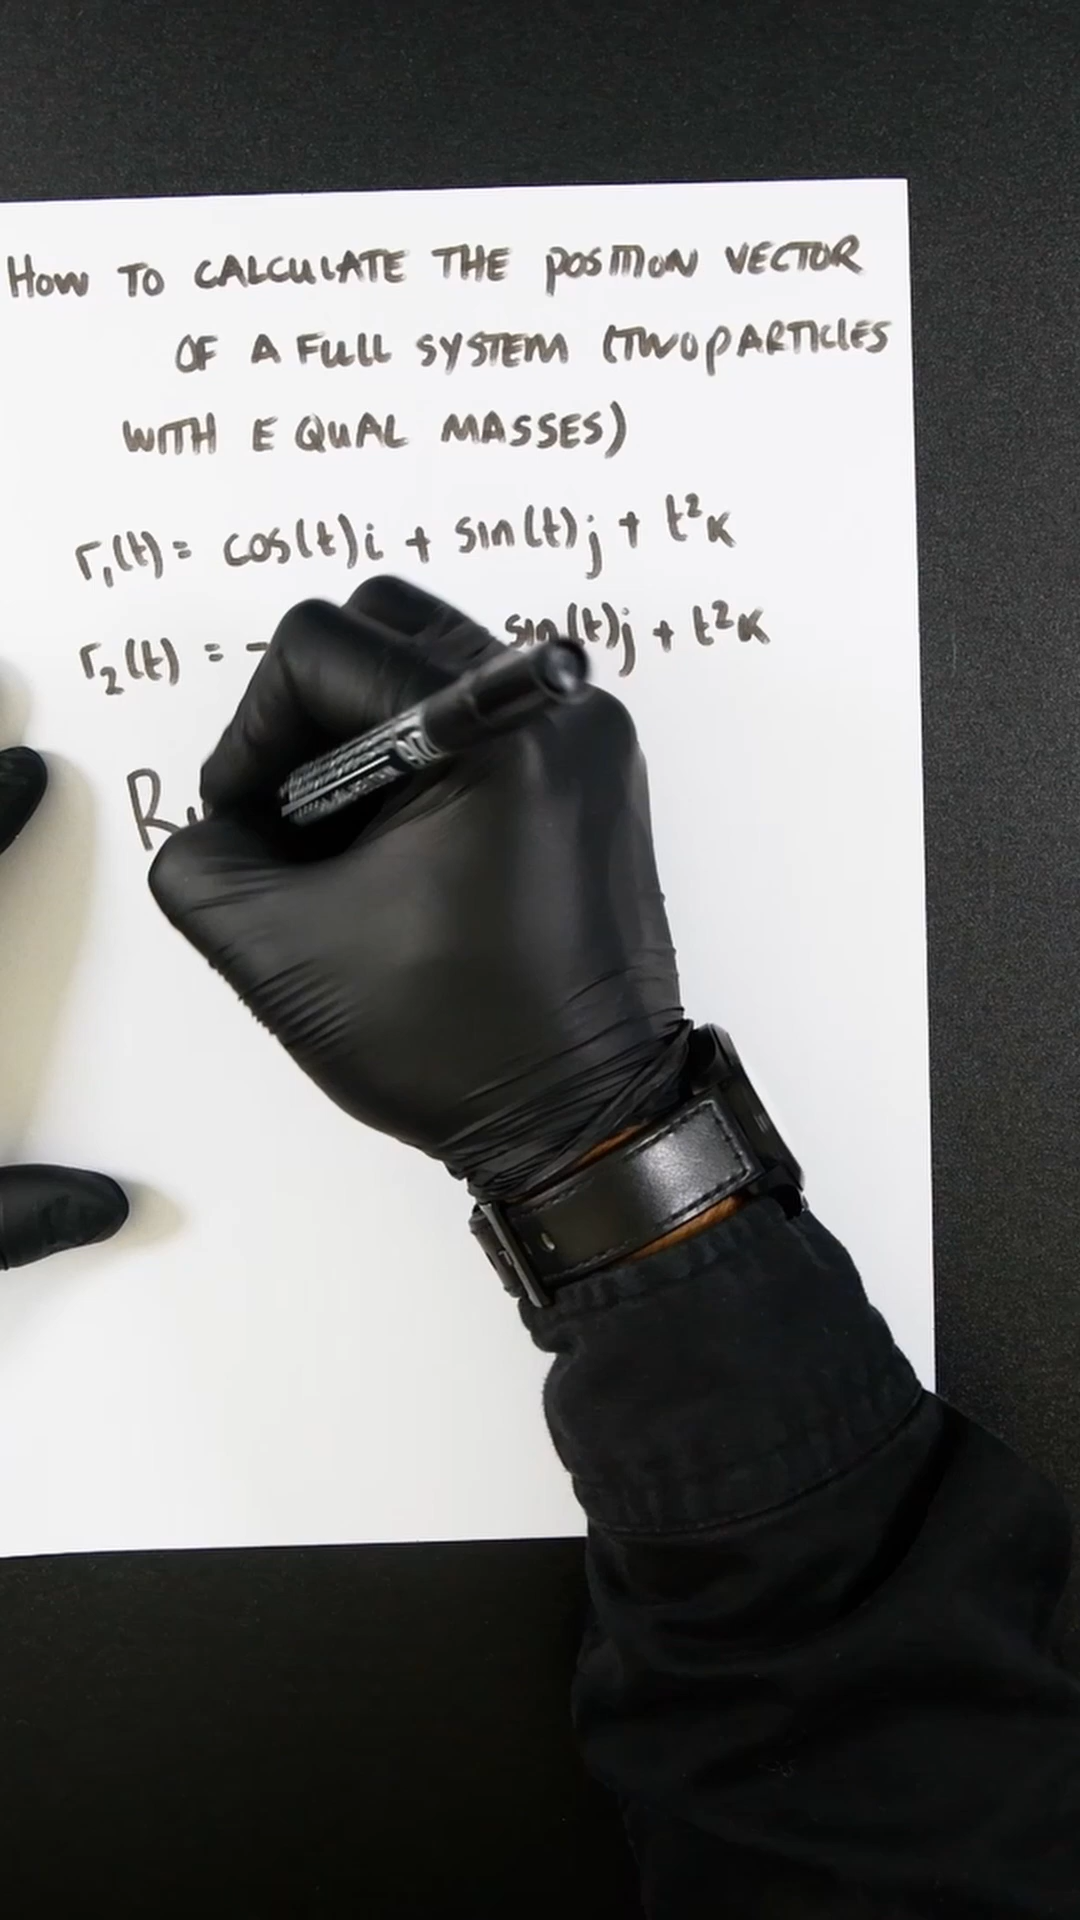 How TO CALCULATE THE POSITION VECTOR
OF A FULL SYSTEM (TWO PARTICLES
WITH EQUAL MASSES)
r₁(t) = cos(t)i + sin(t)j + t²k
r₂(t) = - sin(t)j + t²k
R